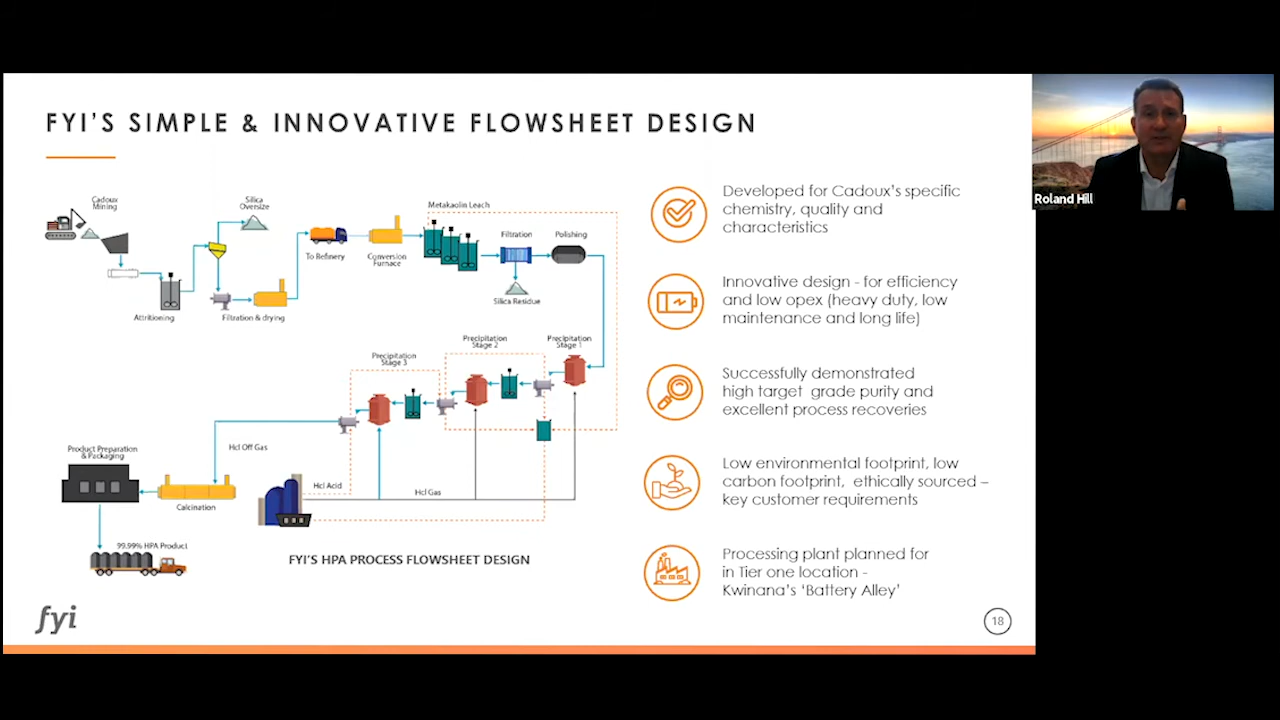 FYI'S SIMPLE & INNOVATIVE FLOWSHEET DESIGN
Cadoux
Mining
Silica
Oversize
Metakaolin Leach
Filtration
Polishing
To Refinery
Conversion
Furnace
Silica Residue
Attritioning
Filtration & drying
Precipitation
Stage 3
Precipitation
Stage 2
Precipitation
Stage 1
Product Preparation
& Packaging
Hcl Off Gas
Hcl Acid
Hcl Gas
Calcination
99.99% HPA Product
FYI'S HPA PROCESS FLOWSHEET DESIGN
Developed for Cadoux's specific
chemistry, quality and
characteristics
Innovative design - for efficiency
and low opex (heavy duty, low
maintenance and long life)
Successfully demonstrated
high target grade purity and
excellent process recoveries
Low environmental footprint, low
carbon footprint, ethically sourced –
key customer requirements
Processing plant planned for
in Tier one location -
Kwinana's 'Battery Alley'
fyi
18
Roland Hill